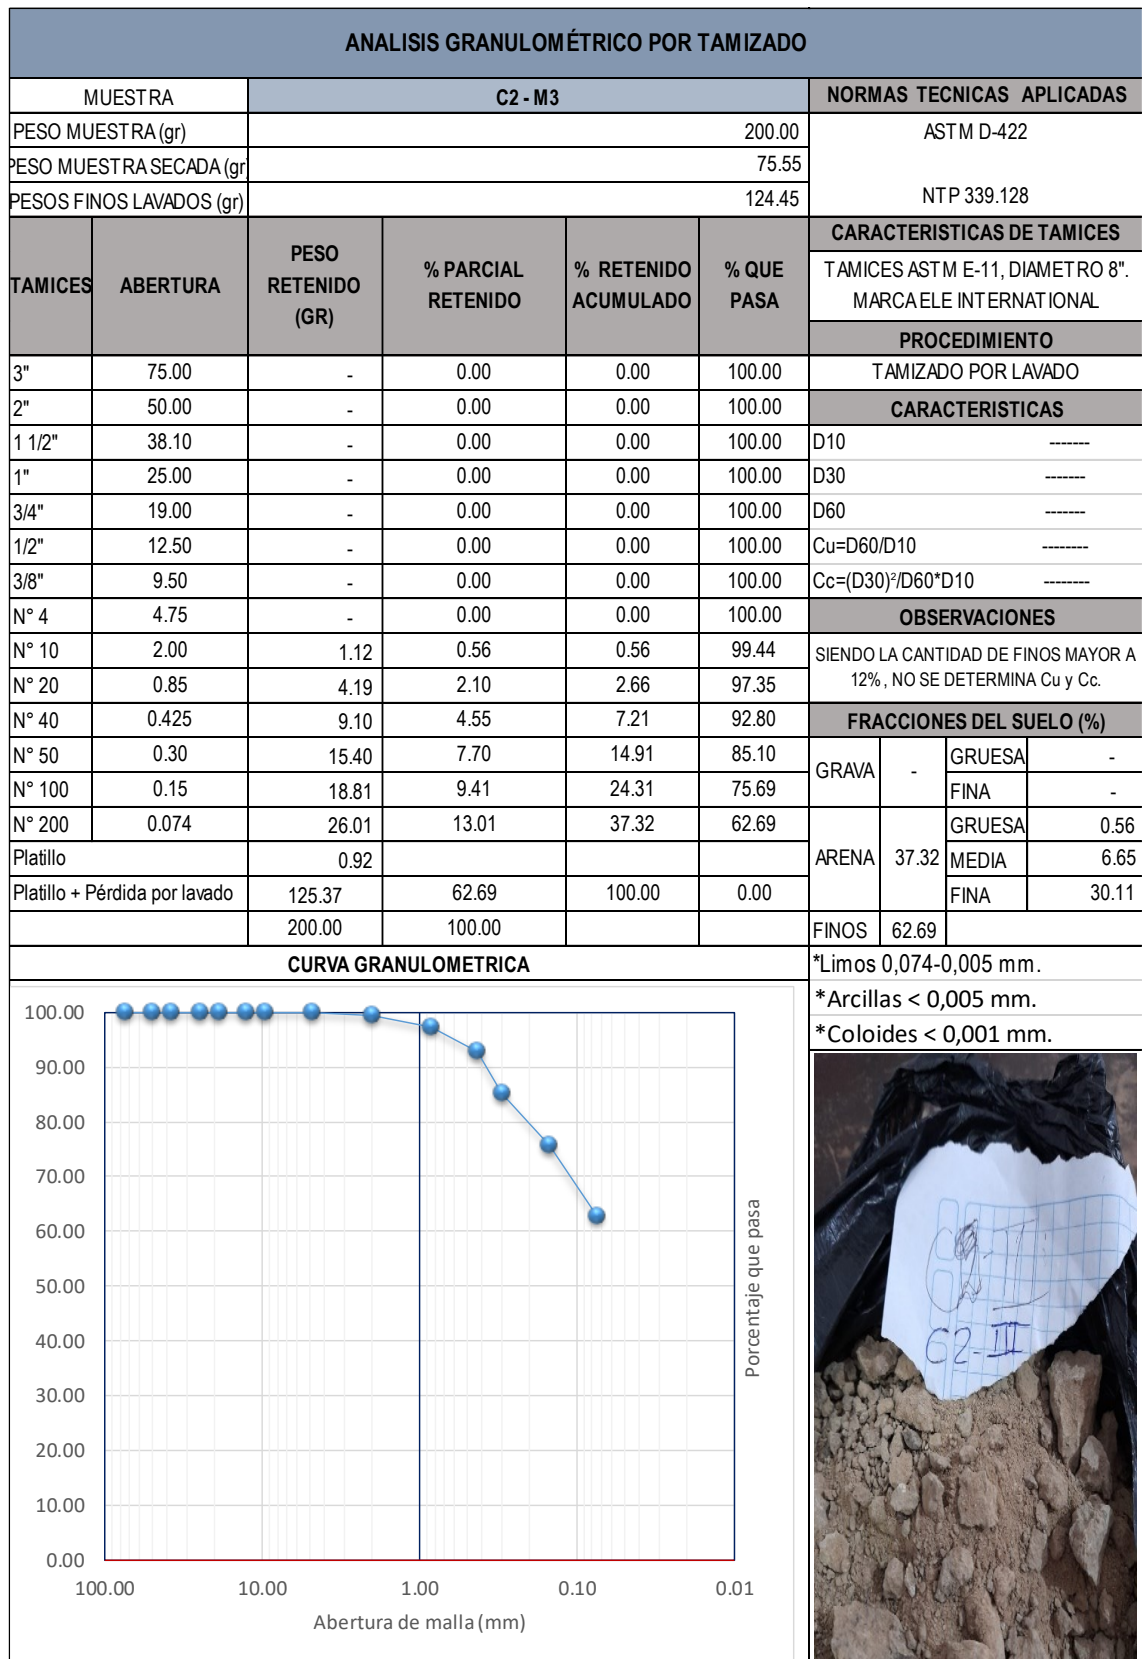 ANALISIS GRANULOMÉTRICO POR TAMIZADO
MUESTRA C2 - M3 NORMAS TECNICAS APLICADAS
PESO MUESTRA (gr) 200.00 ASTM D-422
PESO MUESTRA SECADA (gr) 75.55
PESOS FINOS LAVADOS (gr) 124.45 NTP 339.128
TAMICES ABERTURA PESO RETENIDO (GR) % PARCIAL RETENIDO % RETENIDO ACUMULADO % QUE PASA
CARACTERISTICAS DE TAMICES
TAMICES ASTM E-11, DIAMETRO 8".
MARCA ELE INTERNATIONAL
PROCEDIMIENTO
3" 75.00 - 0.00 0.00 100.00 TAMIZADO POR LAVADO
2" 50.00 - 0.00 0.00 100.00 CARACTERISTICAS
1 1/2" 38.10 - 0.00 0.00 100.00 D10 -------
1" 25.00 - 0.00 0.00 100.00 D30 -------
3/4" 19.00 - 0.00 0.00 100.00 D60 -------
1/2" 12.50 - 0.00 0.00 100.00 Cu=D60/D10 --------
3/8" 9.50 - 0.00 0.00 100.00 Cc=(D30)²/D60*D10 --------
N° 4 4.75 - 0.00 0.00 100.00 OBSERVACIONES
N° 10 2.00 1.12 0.56 0.56 99.44 SIENDO LA CANTIDAD DE FINOS MAYOR A
N° 20 0.85 4.19 2.10 2.66 97.35 12% , NO SE DETERMINA Cu y Cc.
N° 40 0.425 9.10 4.55 7.21 92.80 FRACCIONES DEL SUELO (%)
N° 50 0.30 15.40 7.70 14.91 85.10 GRAVA - GRUESA -
N° 100 0.15 18.81 9.41 24.31 75.69 FINA -
N° 200 0.074 26.01 13.01 37.32 62.69 GRUESA 0.56
Platillo 0.92 ARENA 37.32 MEDIA 6.65
Platillo + Pérdida por lavado 125.37 62.69 100.00 0.00 FINA 30.11
200.00 100.00 FINOS 62.69
CURVA GRANULOMETRICA
*Limos 0,074-0,005 mm.
*Arcillas < 0,005 mm.
*Coloides < 0,001 mm.
100.00
90.00
80.00
70.00
60.00
50.00
40.00
30.00
20.00
10.00
0.00
100.00 10.00 1.00 0.10 0.01
Abertura de malla (mm)
Porcentaje que pasa
C2-III